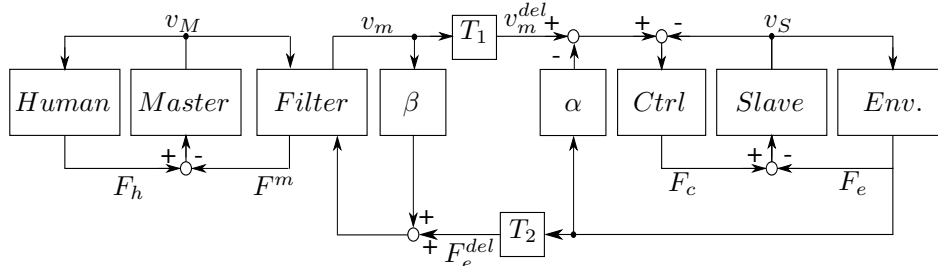 v_M v_m T_1 v_m^{del} + + - v_S
-
Human Master Filter β α Ctrl Slave Env.
+ - + -
F_h F^m F_c F_e
+
+ F_e^{del} T_2